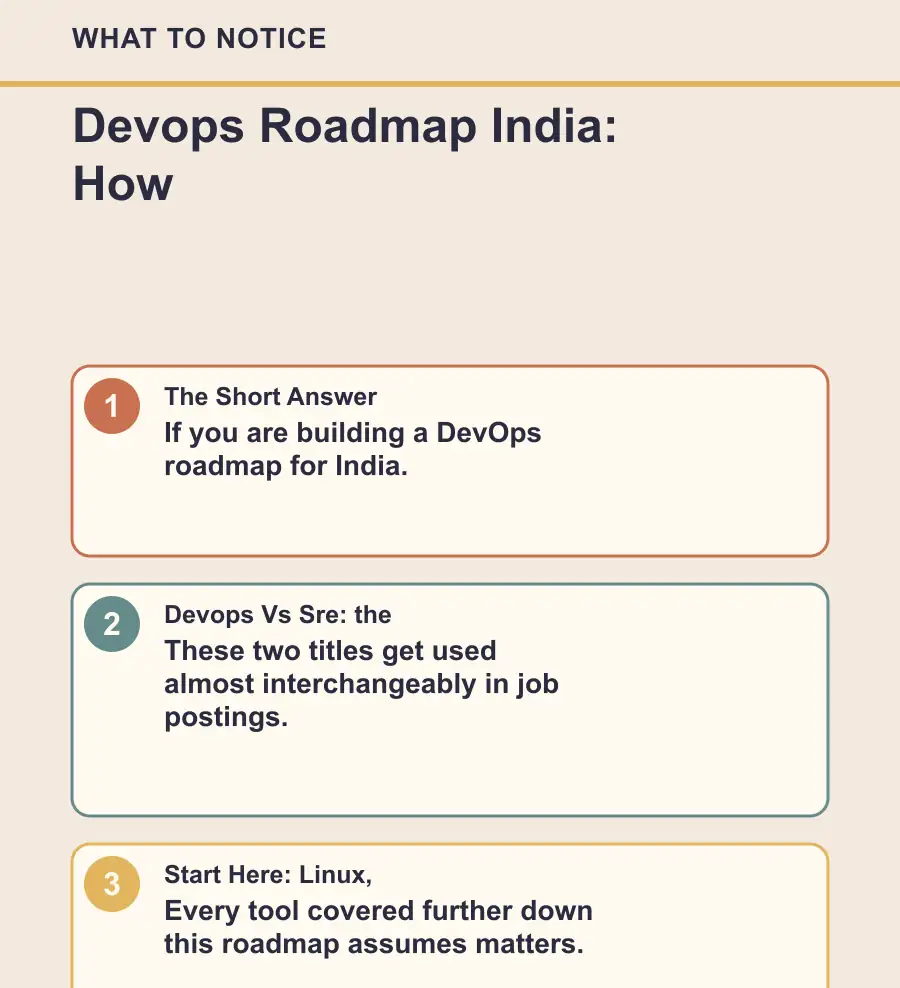 WHAT TO NOTICE
Devops Roadmap India:
How
1
The Short Answer
If you are building a DevOps
roadmap for India.
2
Devops Vs Sre: the
These two titles get used
almost interchangeably in job
postings.
3
Start Here: Linux,
Every tool covered further down
this roadmap assumes matters.